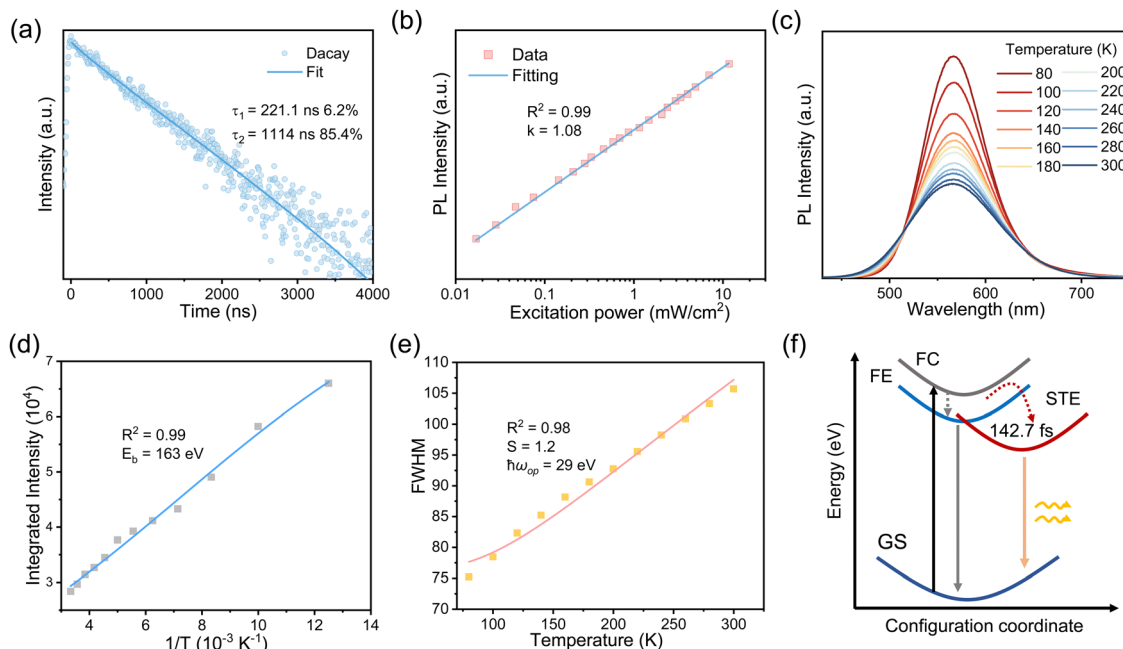 (a)
Dacay
Fit
τ1 = 221.1 ns 6.2%
τ2 = 1114 ns 85.4%
Intensity (a.u.)
0 1000 2000 3000 4000
Time (ns)
(b)
Data
Fitting
R² = 0.99
k = 1.08
PL Intensity (a.u.)
0.01 0.1 1 10
Excitation power (mW/cm²)
(c)
Temperature (K)
80 200
100 220
120 240
140 260
160 280
180 300
PL Intensity (a.u.)
500 600 700
Wavelength (nm)
(d)
R² = 0.99
Eb = 163 eV
Integrated Intensity (10⁴)
7
6
5
4
3
4 6 8 10 12 14
1/T (10⁻³ K⁻¹)
(e)
R² = 0.98
S = 1.2
ħωop = 29 eV
FWHM
110
105
100
95
90
85
80
75
70
100 150 200 250 300
Temperature (K)
(f)
FC
FE
STE
142.7 fs
GS
Energy (eV)
Configuration coordinate